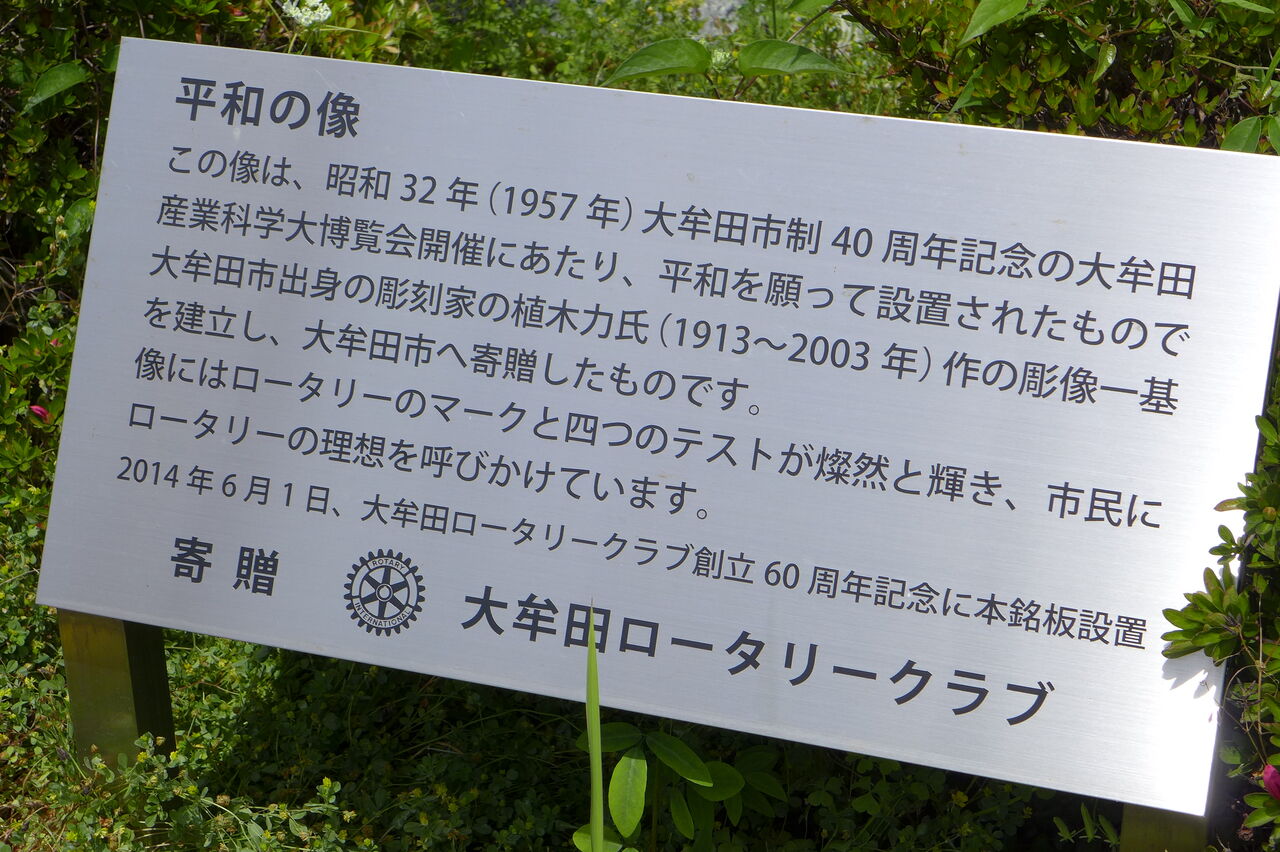 平和の像
この像は、昭和 32 年 (1957 年) 大牟田市制 40 周年記念の大牟田
産業科学大博覧会開催にあたり、平和を願って設置されたもので
大牟田市出身の彫刻家の植木力氏 (1913～2003 年) 作の彫像一基
を建立し、大牟田市へ寄贈したものです。
像にはロータリーのマークと四つのテストが燦然と輝き、市民に
ロータリーの理想を呼びかけています。
2014 年 6 月 1 日、大牟田ロータリークラブ創立 60 周年記念に本銘板設置
寄 贈 ROTARY INTERNATIONAL 大牟田ロータリークラブ